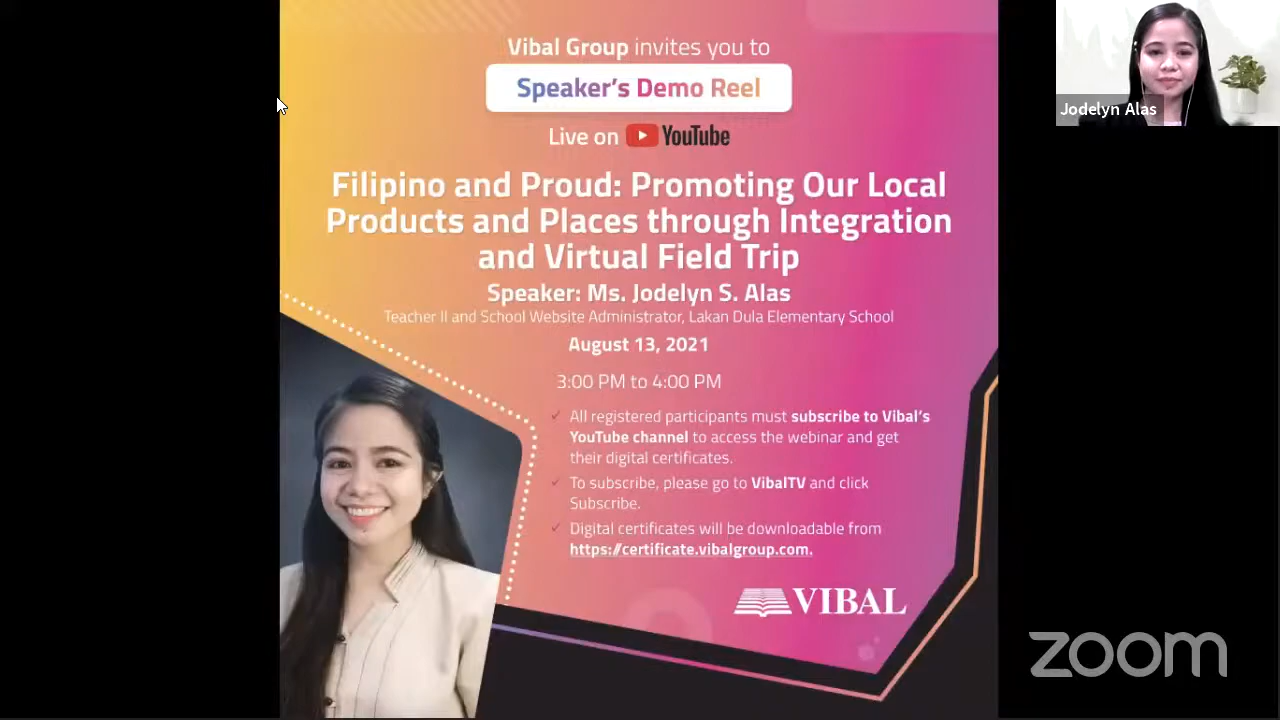 Vibal Group invites you to
Speaker's Demo Reel
Live on YouTube
Filipino and Proud: Promoting Our Local
Products and Places through Integration
and Virtual Field Trip
Speaker: Ms. Jodelyn S. Alas
Teacher II and School Website Administrator, Lakan Dula Elementary School
August 13, 2021
3:00 PM to 4:00 PM
All registered participants must subscribe to Vibal's
YouTube channel to access the webinar and get
their digital certificates.
To subscribe, please go to VibalTV and click
Subscribe.
Digital certificates will be downloadable from
https://certificate.vibalgroup.com.
VIBAL
Jodelyn Alas
zoom